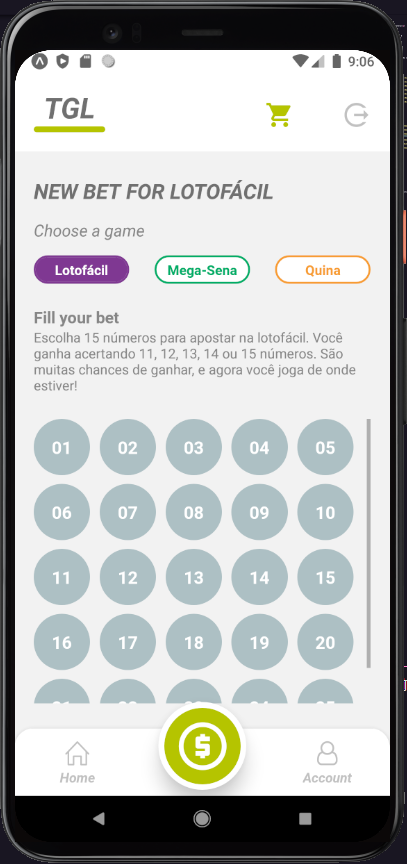 9:06
TGL
NEW BET FOR LOTOFÁCIL
Choose a game
Lotofácil Mega-Sena Quina
Fill your bet
Escolha 15 números para apostar na lotofácil. Você
ganha acertando 11, 12, 13, 14 ou 15 números. São
muitas chances de ganhar, e agora você joga de onde
estiver!
01 02 03 04 05
06 07 08 09 10
11 12 13 14 15
16 17 18 19 20
$
Home Account